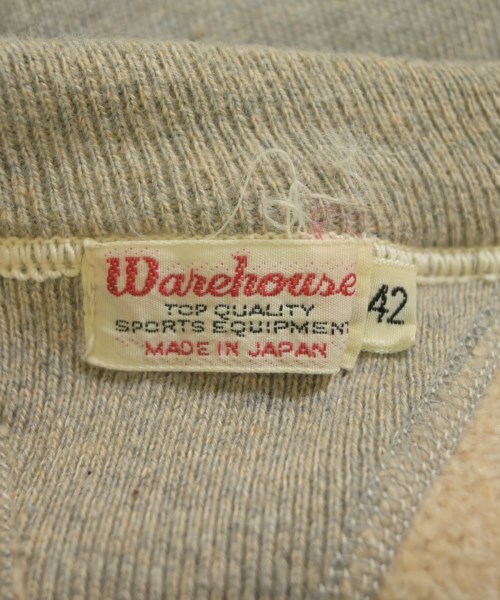 Warehouse
TOP QUALITY
SPORTS EQUIPMENT
MADE IN JAPAN
42